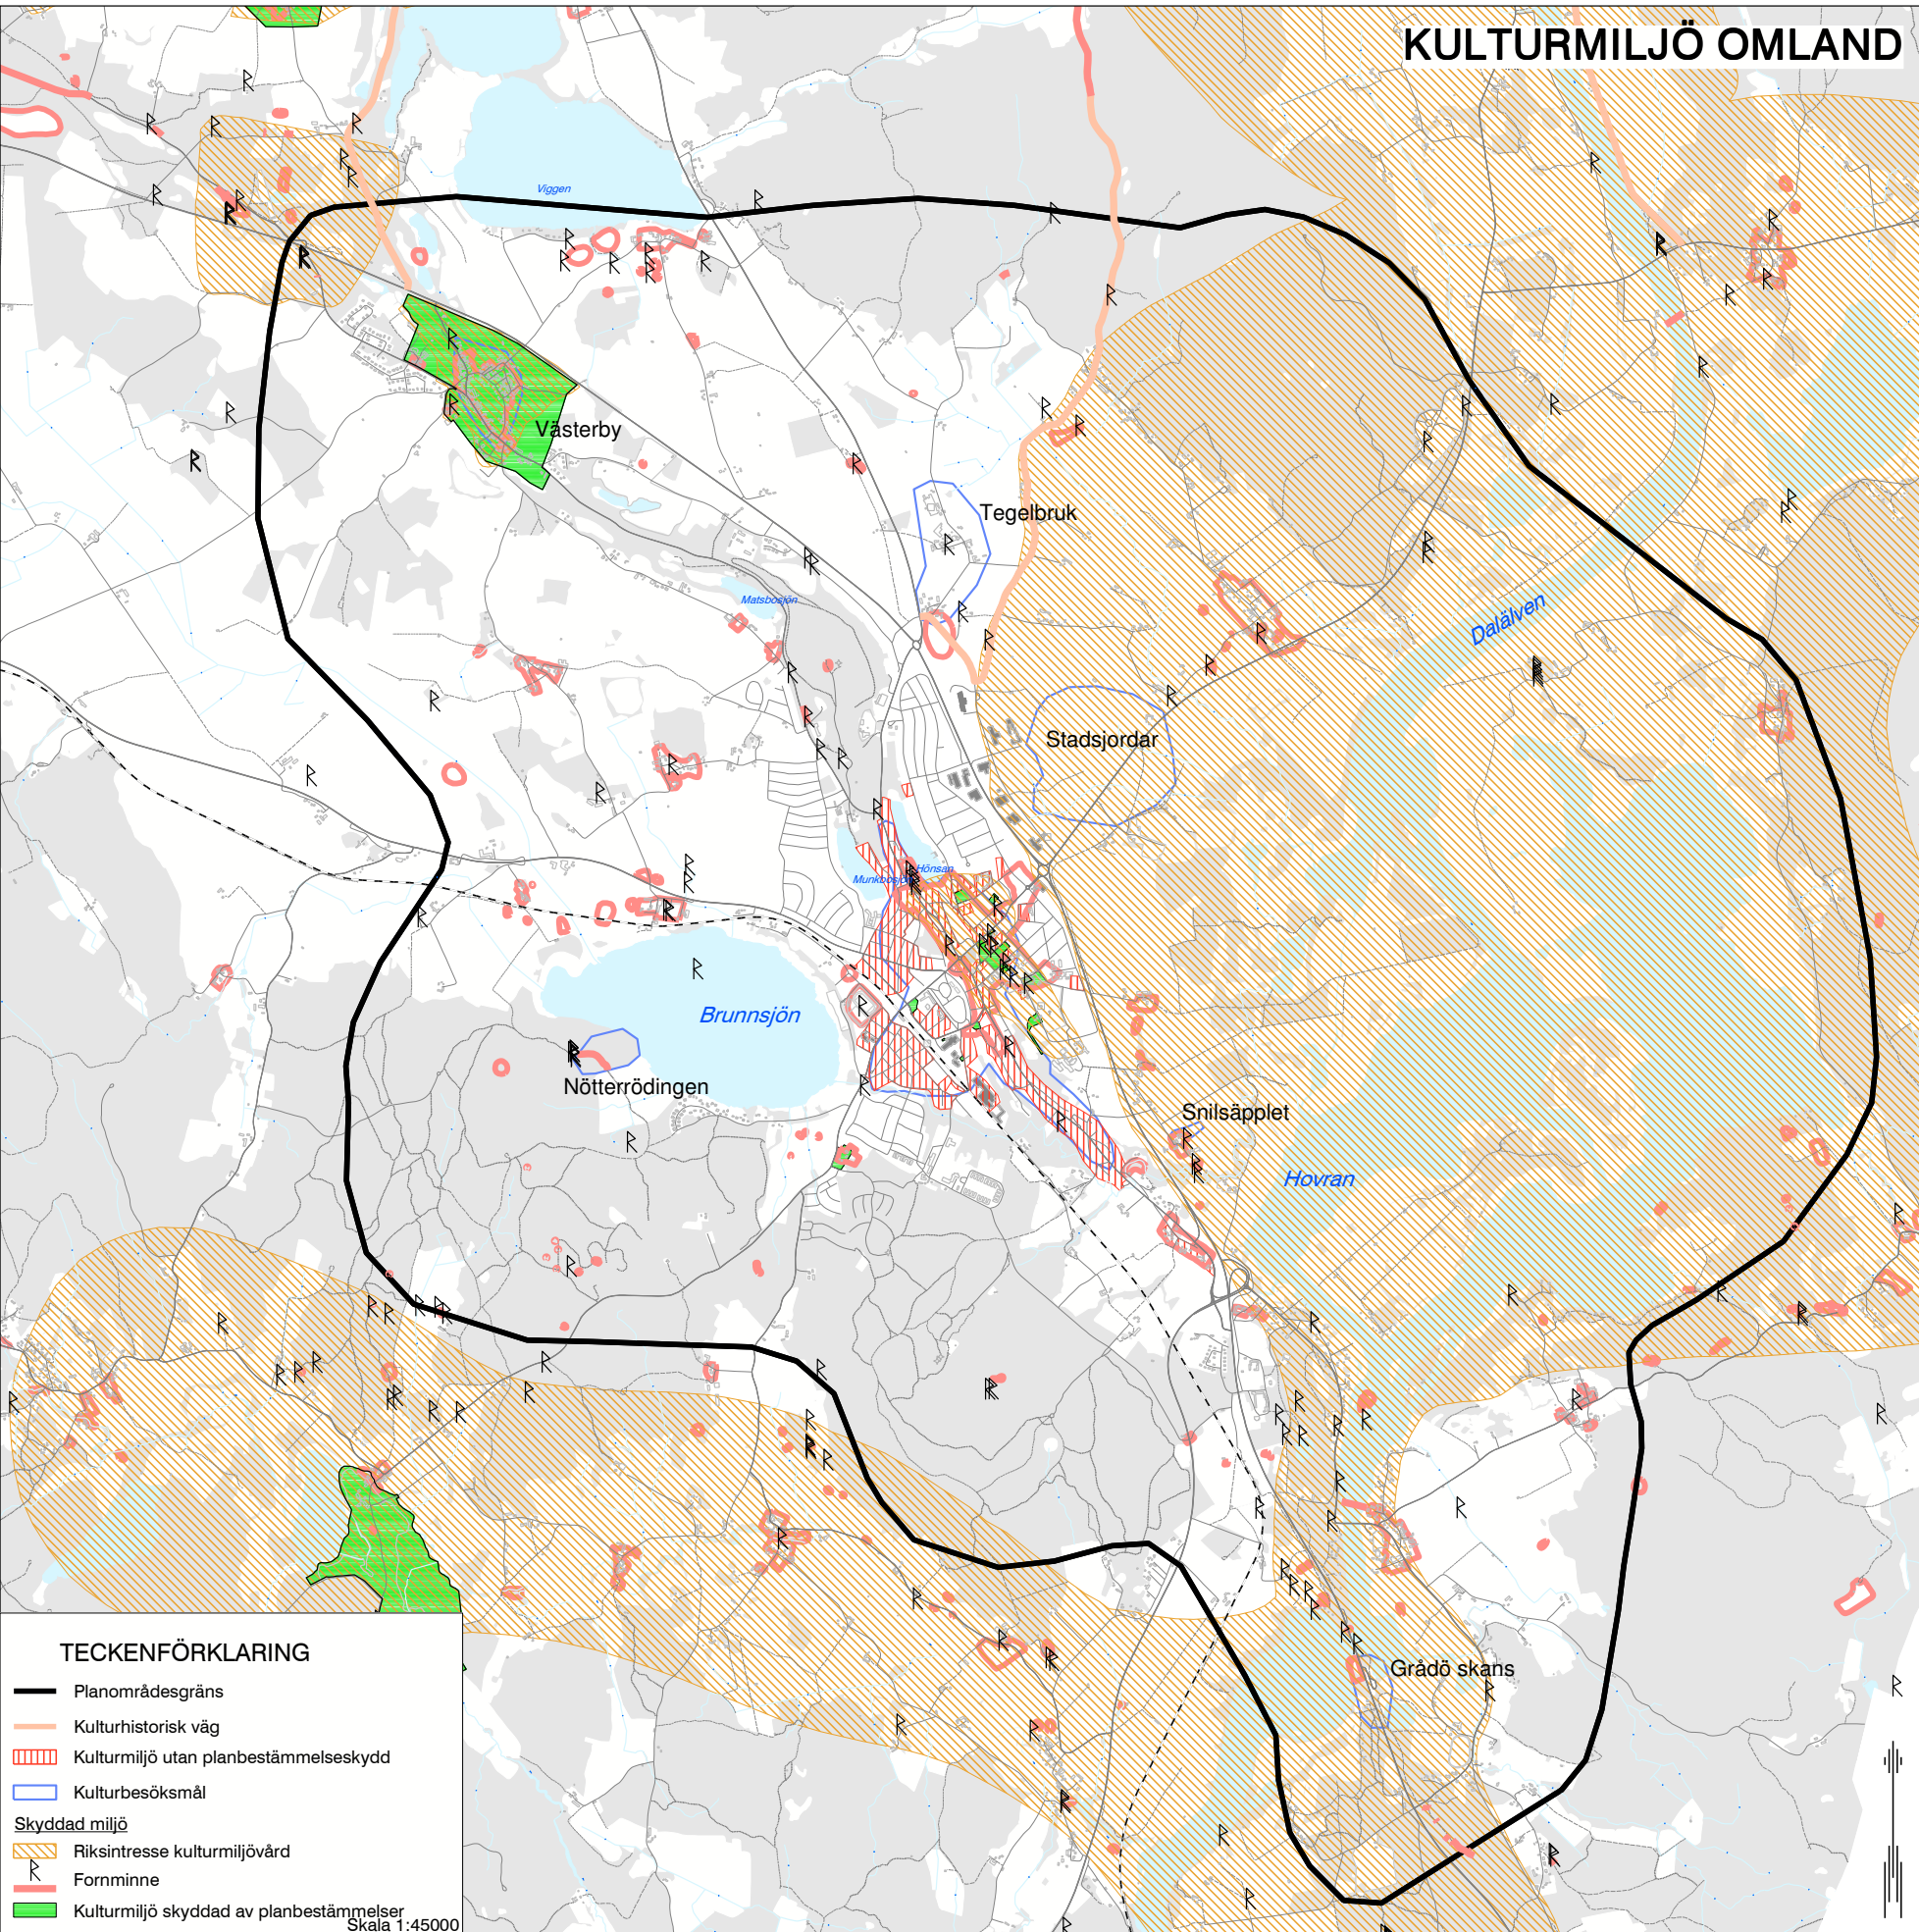 KULTURMILJÖ OMLAND
Viggen
Västerby
Tegelbruk
Matsbosjön
Dalälven
Stadsjordar
Hönsan
Munkbosjön
Brunnsjön
Nötterrödingen
Snilsäpplet
Hovran
Grådö skans
TECKENFÖRKLARING
Planområdesgräns
Kulturhistorisk väg
Kulturmiljö utan planbestämmelseskydd
Kulturbesöksmål
Skyddad miljö
Riksintresse kulturmiljövård
Fornminne
Kulturmiljö skyddad av planbestämmelser
Skala 1:45000